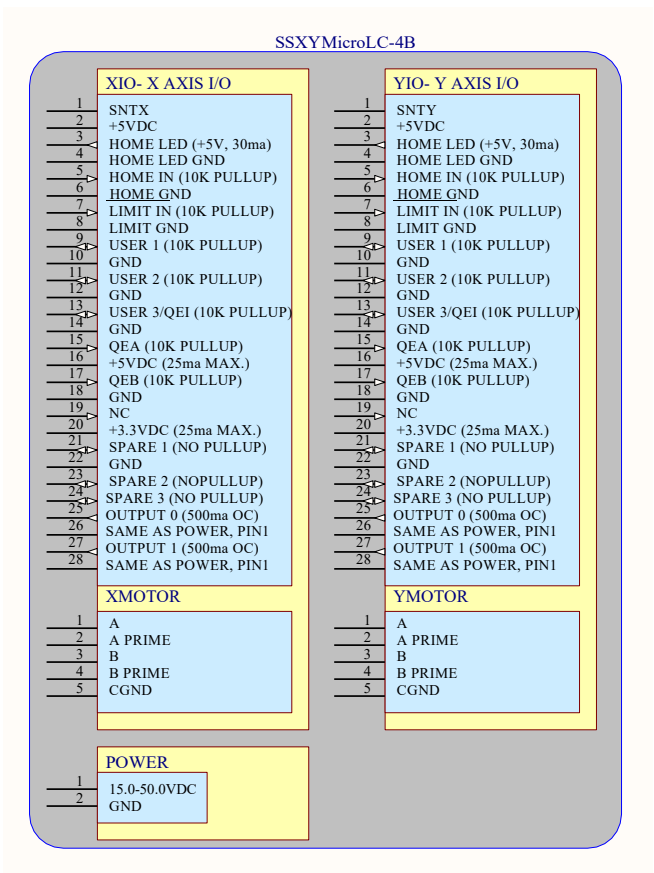 SSXYMicroLC-4B
XIO- X AXIS I/O
1 SNTX
2 +5VDC
3 HOME LED (+5V, 30ma)
4 HOME LED GND
5 HOME IN (10K PULLUP)
6 HOME GND
7 LIMIT IN (10K PULLUP)
8 LIMIT GND
9 USER 1 (10K PULLUP)
10 GND
11 USER 2 (10K PULLUP)
12 GND
13 USER 3/QEI (10K PULLUP)
14 GND
15 QEA (10K PULLUP)
16 +5VDC (25ma MAX.)
17 QEB (10K PULLUP)
18 GND
19 NC
20 +3.3VDC (25ma MAX.)
21 SPARE 1 (NO PULLUP)
22 GND
23 SPARE 2 (NOPULLUP)
24 SPARE 3 (NO PULLUP)
25 OUTPUT 0 (500ma OC)
26 SAME AS POWER, PIN1
27 OUTPUT 1 (500ma OC)
28 SAME AS POWER, PIN1
XMOTOR
1 A
2 A PRIME
3 B
4 B PRIME
5 CGND
YIO- Y AXIS I/O
1 SNTY
2 +5VDC
3 HOME LED (+5V, 30ma)
4 HOME LED GND
5 HOME IN (10K PULLUP)
6 HOME GND
7 LIMIT IN (10K PULLUP)
8 LIMIT GND
9 USER 1 (10K PULLUP)
10 GND
11 USER 2 (10K PULLUP)
12 GND
13 USER 3/QEI (10K PULLUP)
14 GND
15 QEA (10K PULLUP)
16 +5VDC (25ma MAX.)
17 QEB (10K PULLUP)
18 GND
19 NC
20 +3.3VDC (25ma MAX.)
21 SPARE 1 (NO PULLUP)
22 GND
23 SPARE 2 (NOPULLUP)
24 SPARE 3 (NO PULLUP)
25 OUTPUT 0 (500ma OC)
26 SAME AS POWER, PIN1
27 OUTPUT 1 (500ma OC)
28 SAME AS POWER, PIN1
YMOTOR
1 A
2 A PRIME
3 B
4 B PRIME
5 CGND
POWER
1 15.0-50.0VDC
2 GND